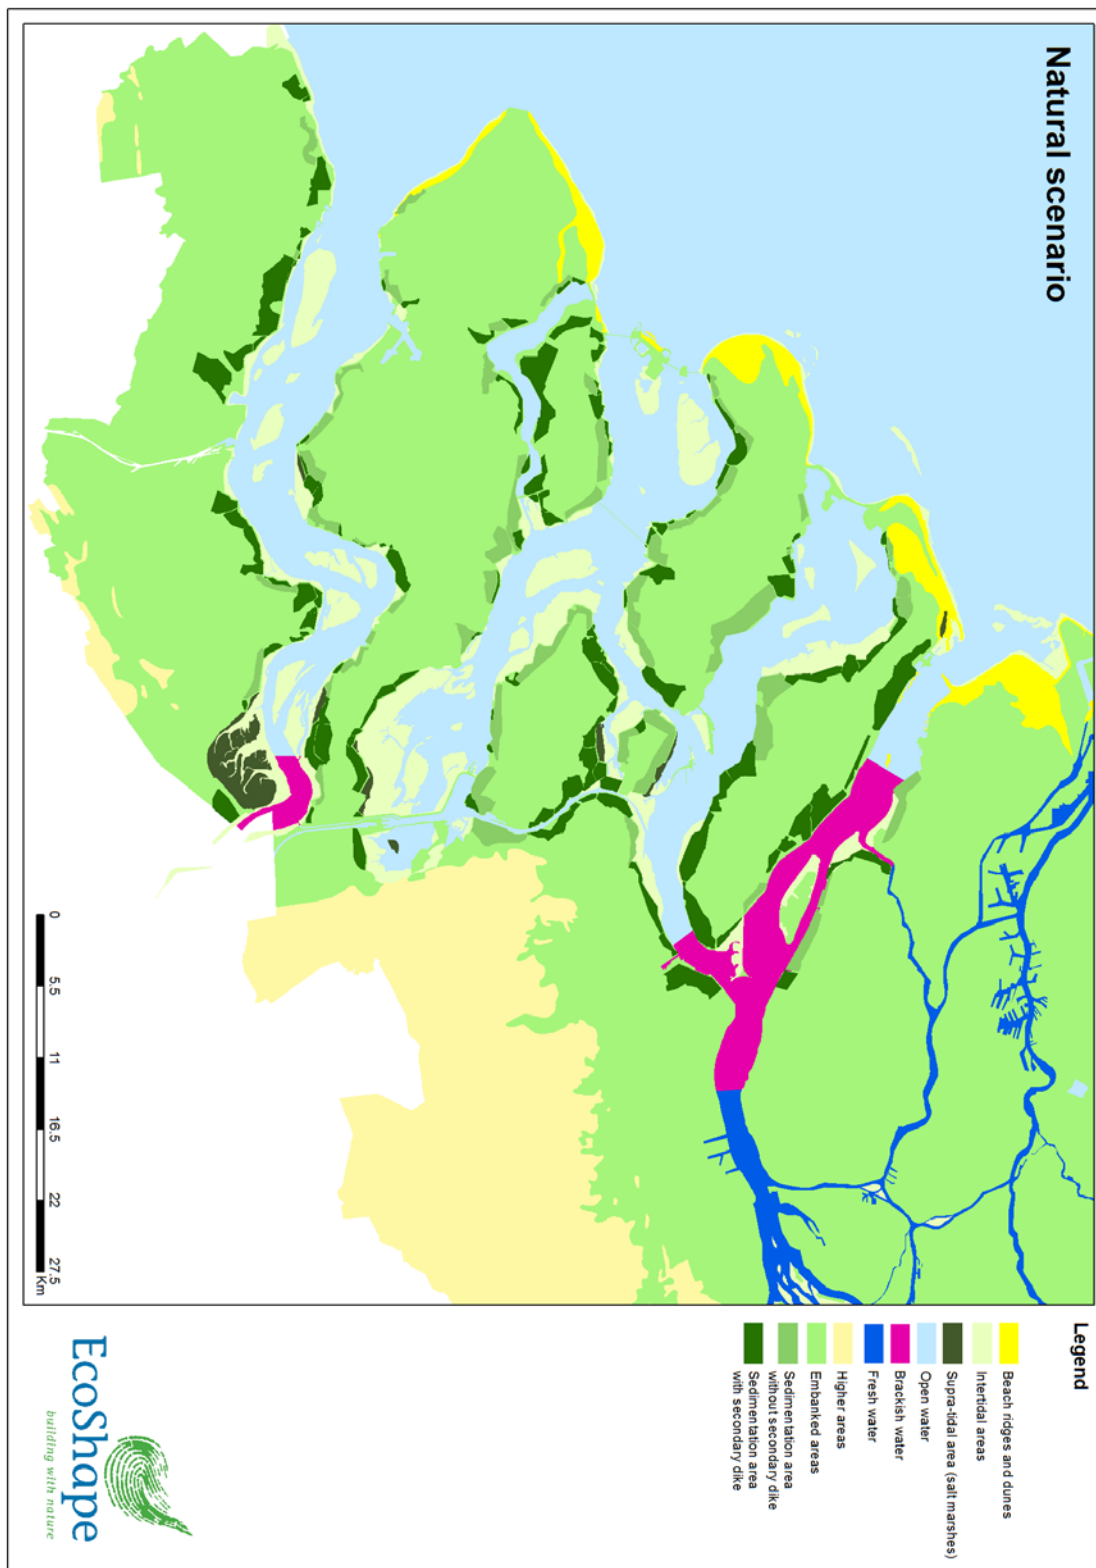 Natural scenario
0 5.5 11 16.5 22 27.5
Km
Legend
Beach ridges and dunes
Intertidal areas
Supra-tidal area (salt marshes)
Open water
Brackish water
Fresh water
Higher areas
Embanked areas
Sedimentation area
without secondary dike
Sedimentation area
with secondary dike
EcoShape
building with nature